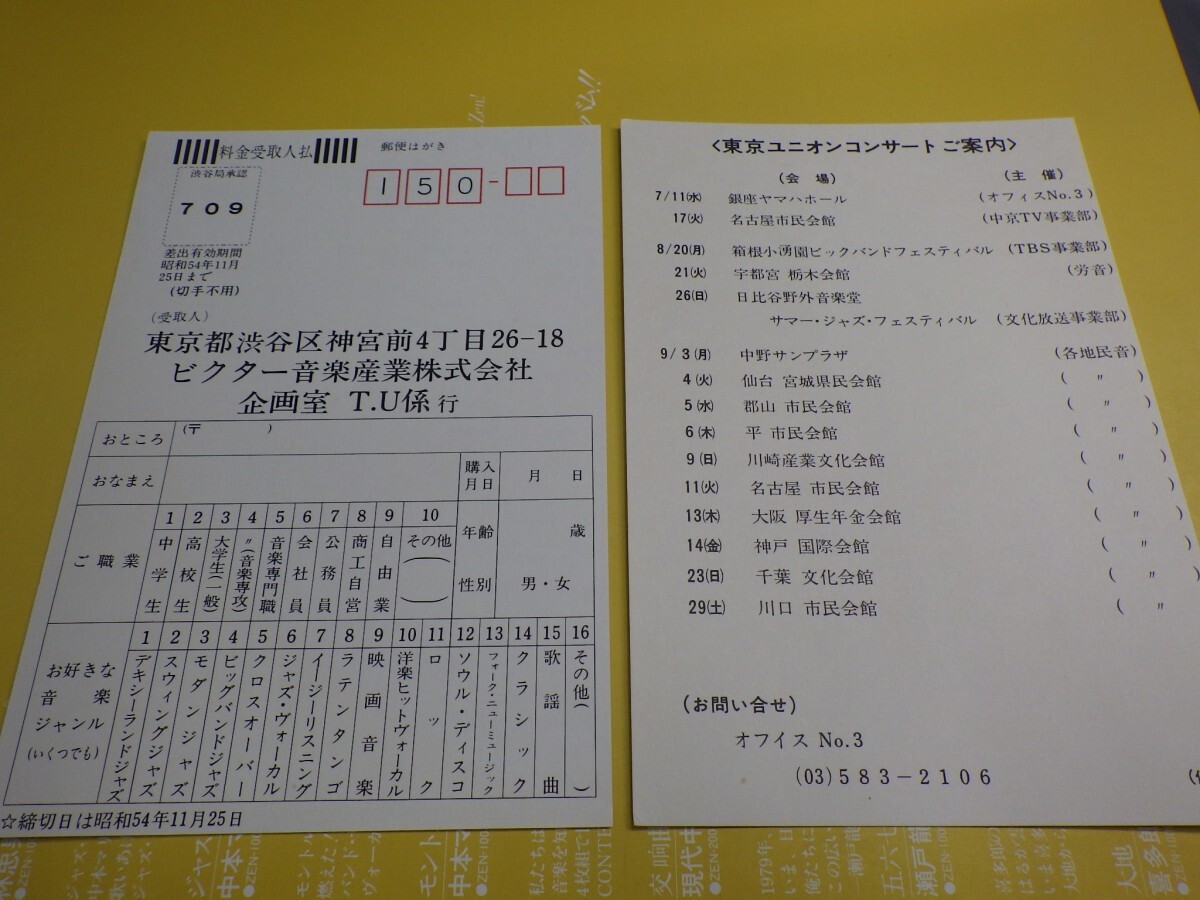 料金受取人払
郵便はがき
渋谷局承認
709
150-
差出有効期間
昭和54年11月
25日まで
(切手不用)
(受取人)
東京都渋谷区神宮前4丁目26-18
ビクター音楽産業株式会社
企画室 T.U係 行
おところ
(〒 )
おなまえ
購入月日
月 日
ご職業
1 中学生
2 高校生
3 大学生(一般)
4 〃(音楽専攻)
5 音楽専門職
6 会社員
7 公務員
8 商工自営
9 自由業
10 その他( )
年齢
歳
性別
男・女
お好きな
音楽
ジャンル
(いくつでも)
1 デキシーランドジャズ
2 スウィングジャズ
3 モダンジャズ
4 ビッグバンドジャズ
5 クロスオーバー
6 ジャズ・ヴォーカル
7 イージーリスニング
8 ラテンタンゴ
9 映画音楽
10 洋楽ヒットヴォーカル
11 ロック
12 ソウル・ディスコ
13 フォーク・ニューミュージック
14 クラシック
15 歌謡曲
16 その他( )
☆締切日は昭和54年11月25日
〈東京ユニオンコンサートご案内〉
(会場) (主催)
7/11㈬ 銀座ヤマハホール (オフィスNo.3)
17㈫ 名古屋市民会館 (中京TV事業部)
8/20㈪ 箱根小湧園ビックバンドフェスティバル (TBS事業部)
21㈫ 宇都宮 栃木会館 (労音)
26㈰ 日比谷野外音楽堂
サマー・ジャズ・フェスティバル (文化放送事業部)
9/3㈪ 中野サンプラザ (各地民音)
4㈫ 仙台 宮城県民会館 ( 〃 )
5㈬ 郡山 市民会館 ( 〃 )
6㈭ 平 市民会館 ( 〃 )
9㈰ 川崎産業文化会館 ( 〃 )
11㈫ 名古屋 市民会館 ( 〃 )
13㈭ 大阪 厚生年金会館 ( 〃 )
14㈮ 神戸 国際会館 ( 〃 )
23㈰ 千葉 文化会館 ( 〃 )
29㈯ 川口 市民会館 ( 〃
(お問い合せ)
オフィス No.3
(03)583-2106